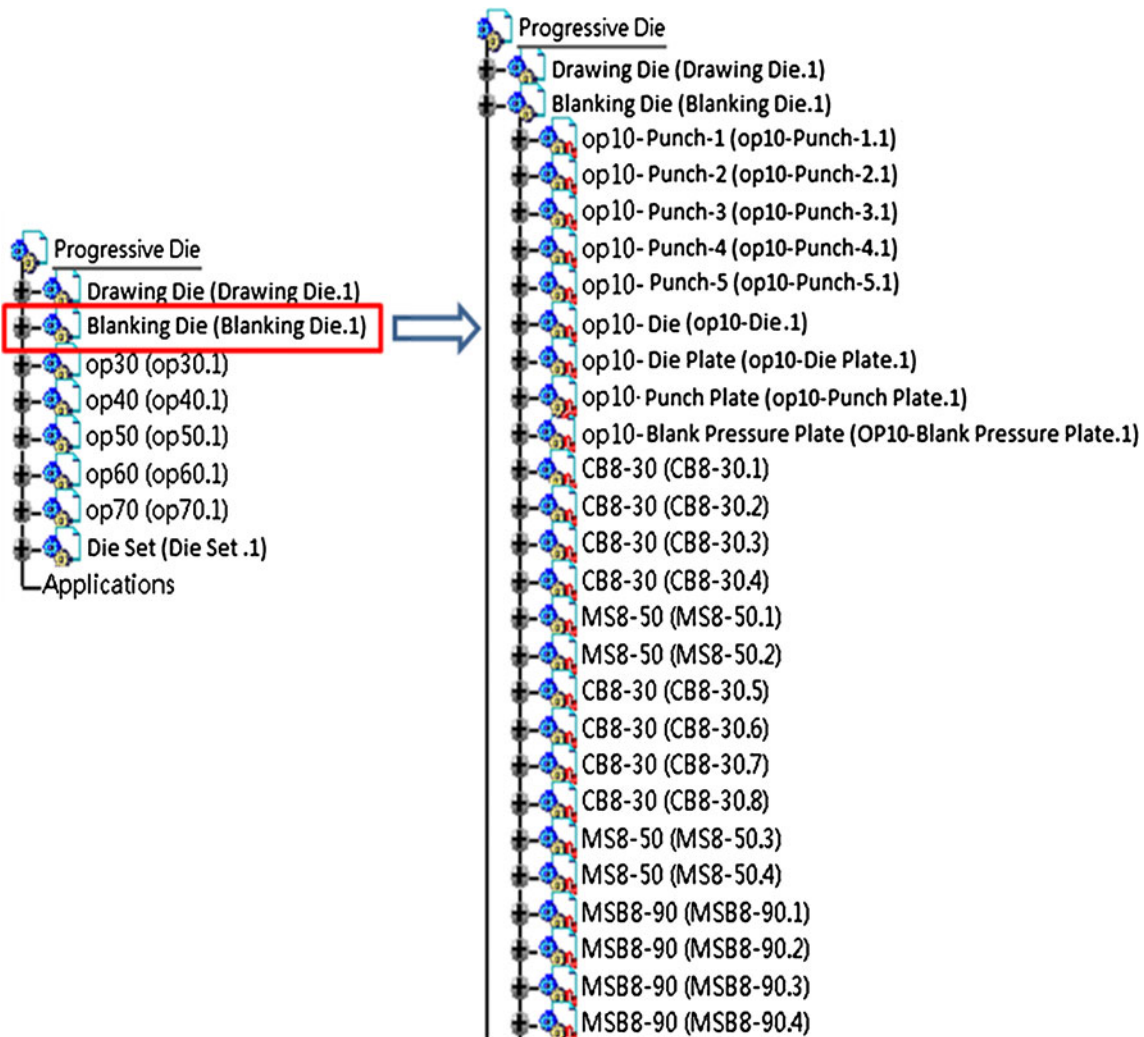 Progressive Die
Drawing Die (Drawing Die.1)
Blanking Die (Blanking Die.1)
op30 (op30.1)
op40 (op40.1)
op50 (op50.1)
op60 (op60.1)
op70 (op70.1)
Die Set (Die Set .1)
Applications
Progressive Die
Drawing Die (Drawing Die.1)
Blanking Die (Blanking Die.1)
op10-Punch-1 (op10-Punch-1.1)
op10- Punch-2 (op10-Punch-2.1)
op10- Punch-3 (op10-Punch-3.1)
op10- Punch-4 (op10-Punch-4.1)
op10- Punch-5 (op10-Punch-5.1)
op10- Die (op10-Die.1)
op10- Die Plate (op10-Die Plate.1)
op10- Punch Plate (op10-Punch Plate.1)
op10-Blank Pressure Plate (OP10-Blank Pressure Plate.1)
CB8-30 (CB8-30.1)
CB8-30 (CB8-30.2)
CB8-30 (CB8-30.3)
CB8-30 (CB8-30.4)
MS8-50 (MS8-50.1)
MS8-50 (MS8-50.2)
CB8-30 (CB8-30.5)
CB8-30 (CB8-30.6)
CB8-30 (CB8-30.7)
CB8-30 (CB8-30.8)
MS8-50 (MS8-50.3)
MS8-50 (MS8-50.4)
MSB8-90 (MSB8-90.1)
MSB8-90 (MSB8-90.2)
MSB8-90 (MSB8-90.3)
MSB8-90 (MSB8-90.4)